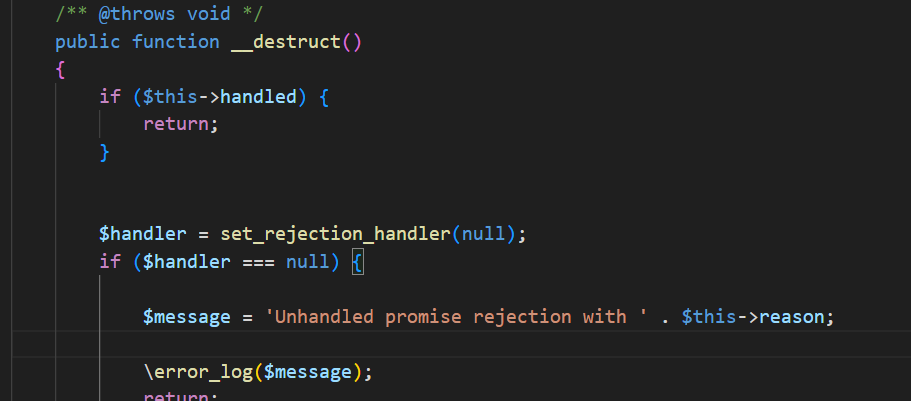 /** @throws void */
public function __destruct()
{
if ($this->handled) {
return;
}
$handler = set_rejection_handler(null);
if ($handler === null) {
$message = 'Unhandled promise rejection with ' . $this->reason;
\error_log($message);
return;